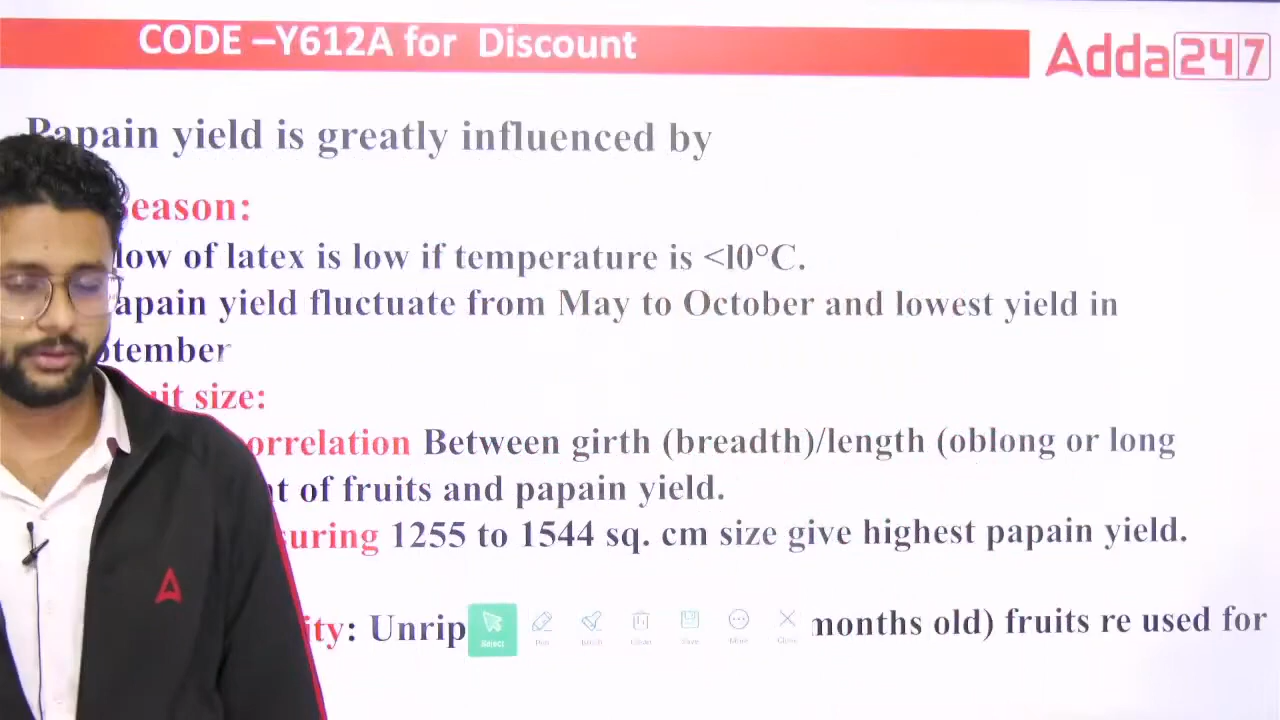 CODE –Y612A for Discount
Adda247
Papain yield is greatly influenced by
eason:
low of latex is low if temperature is <10°C.
apain yield fluctuate from May to October and lowest yield in
tember
uit size:
orrelation Between girth (breadth)/length (oblong or long
t of fruits and papain yield.
suring 1255 to 1544 sq. cm size give highest papain yield.
ity: Unrip months old) fruits re used for
Select